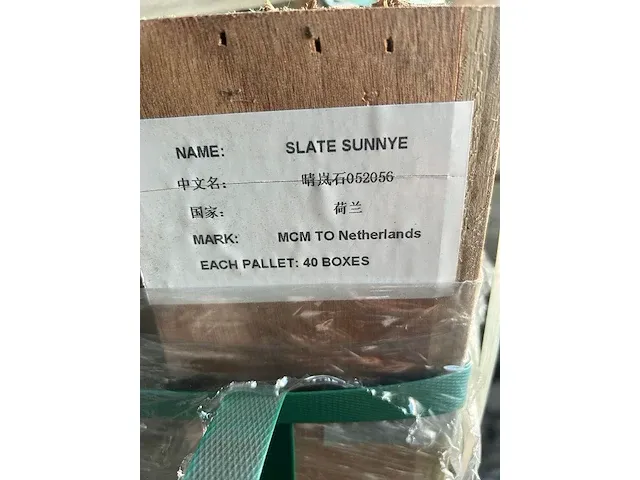 NAME: SLATE SUNNYE
中文名: 晴岚石052056
国家: 荷兰
MARK: MCM TO Netherlands
EACH PALLET: 40 BOXES